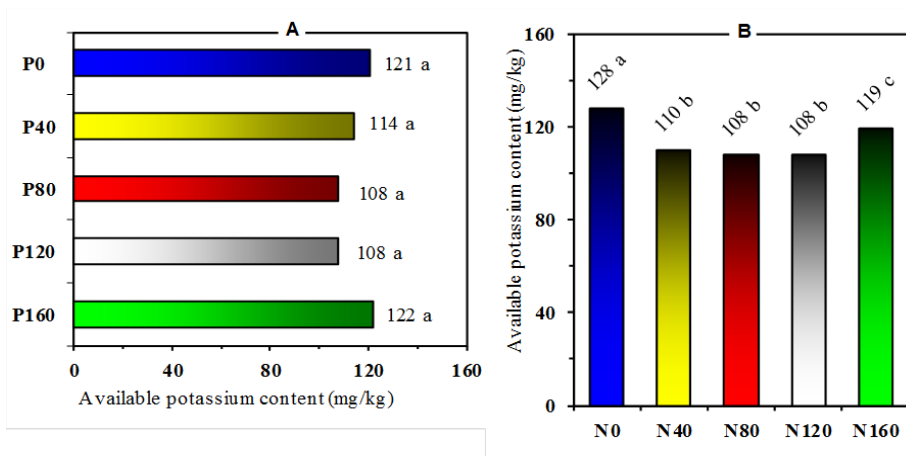 A
P0
121 a
P40
114 a
P80
108 a
P120
108 a
P160
122 a
0 40 80 120 160
Available potassium content (mg/kg)
B
Available potassium content (mg/kg)
160
120
80
40
0
128 a
110 b
108 b
108 b
119 c
N0 N40 N80 N120 N160